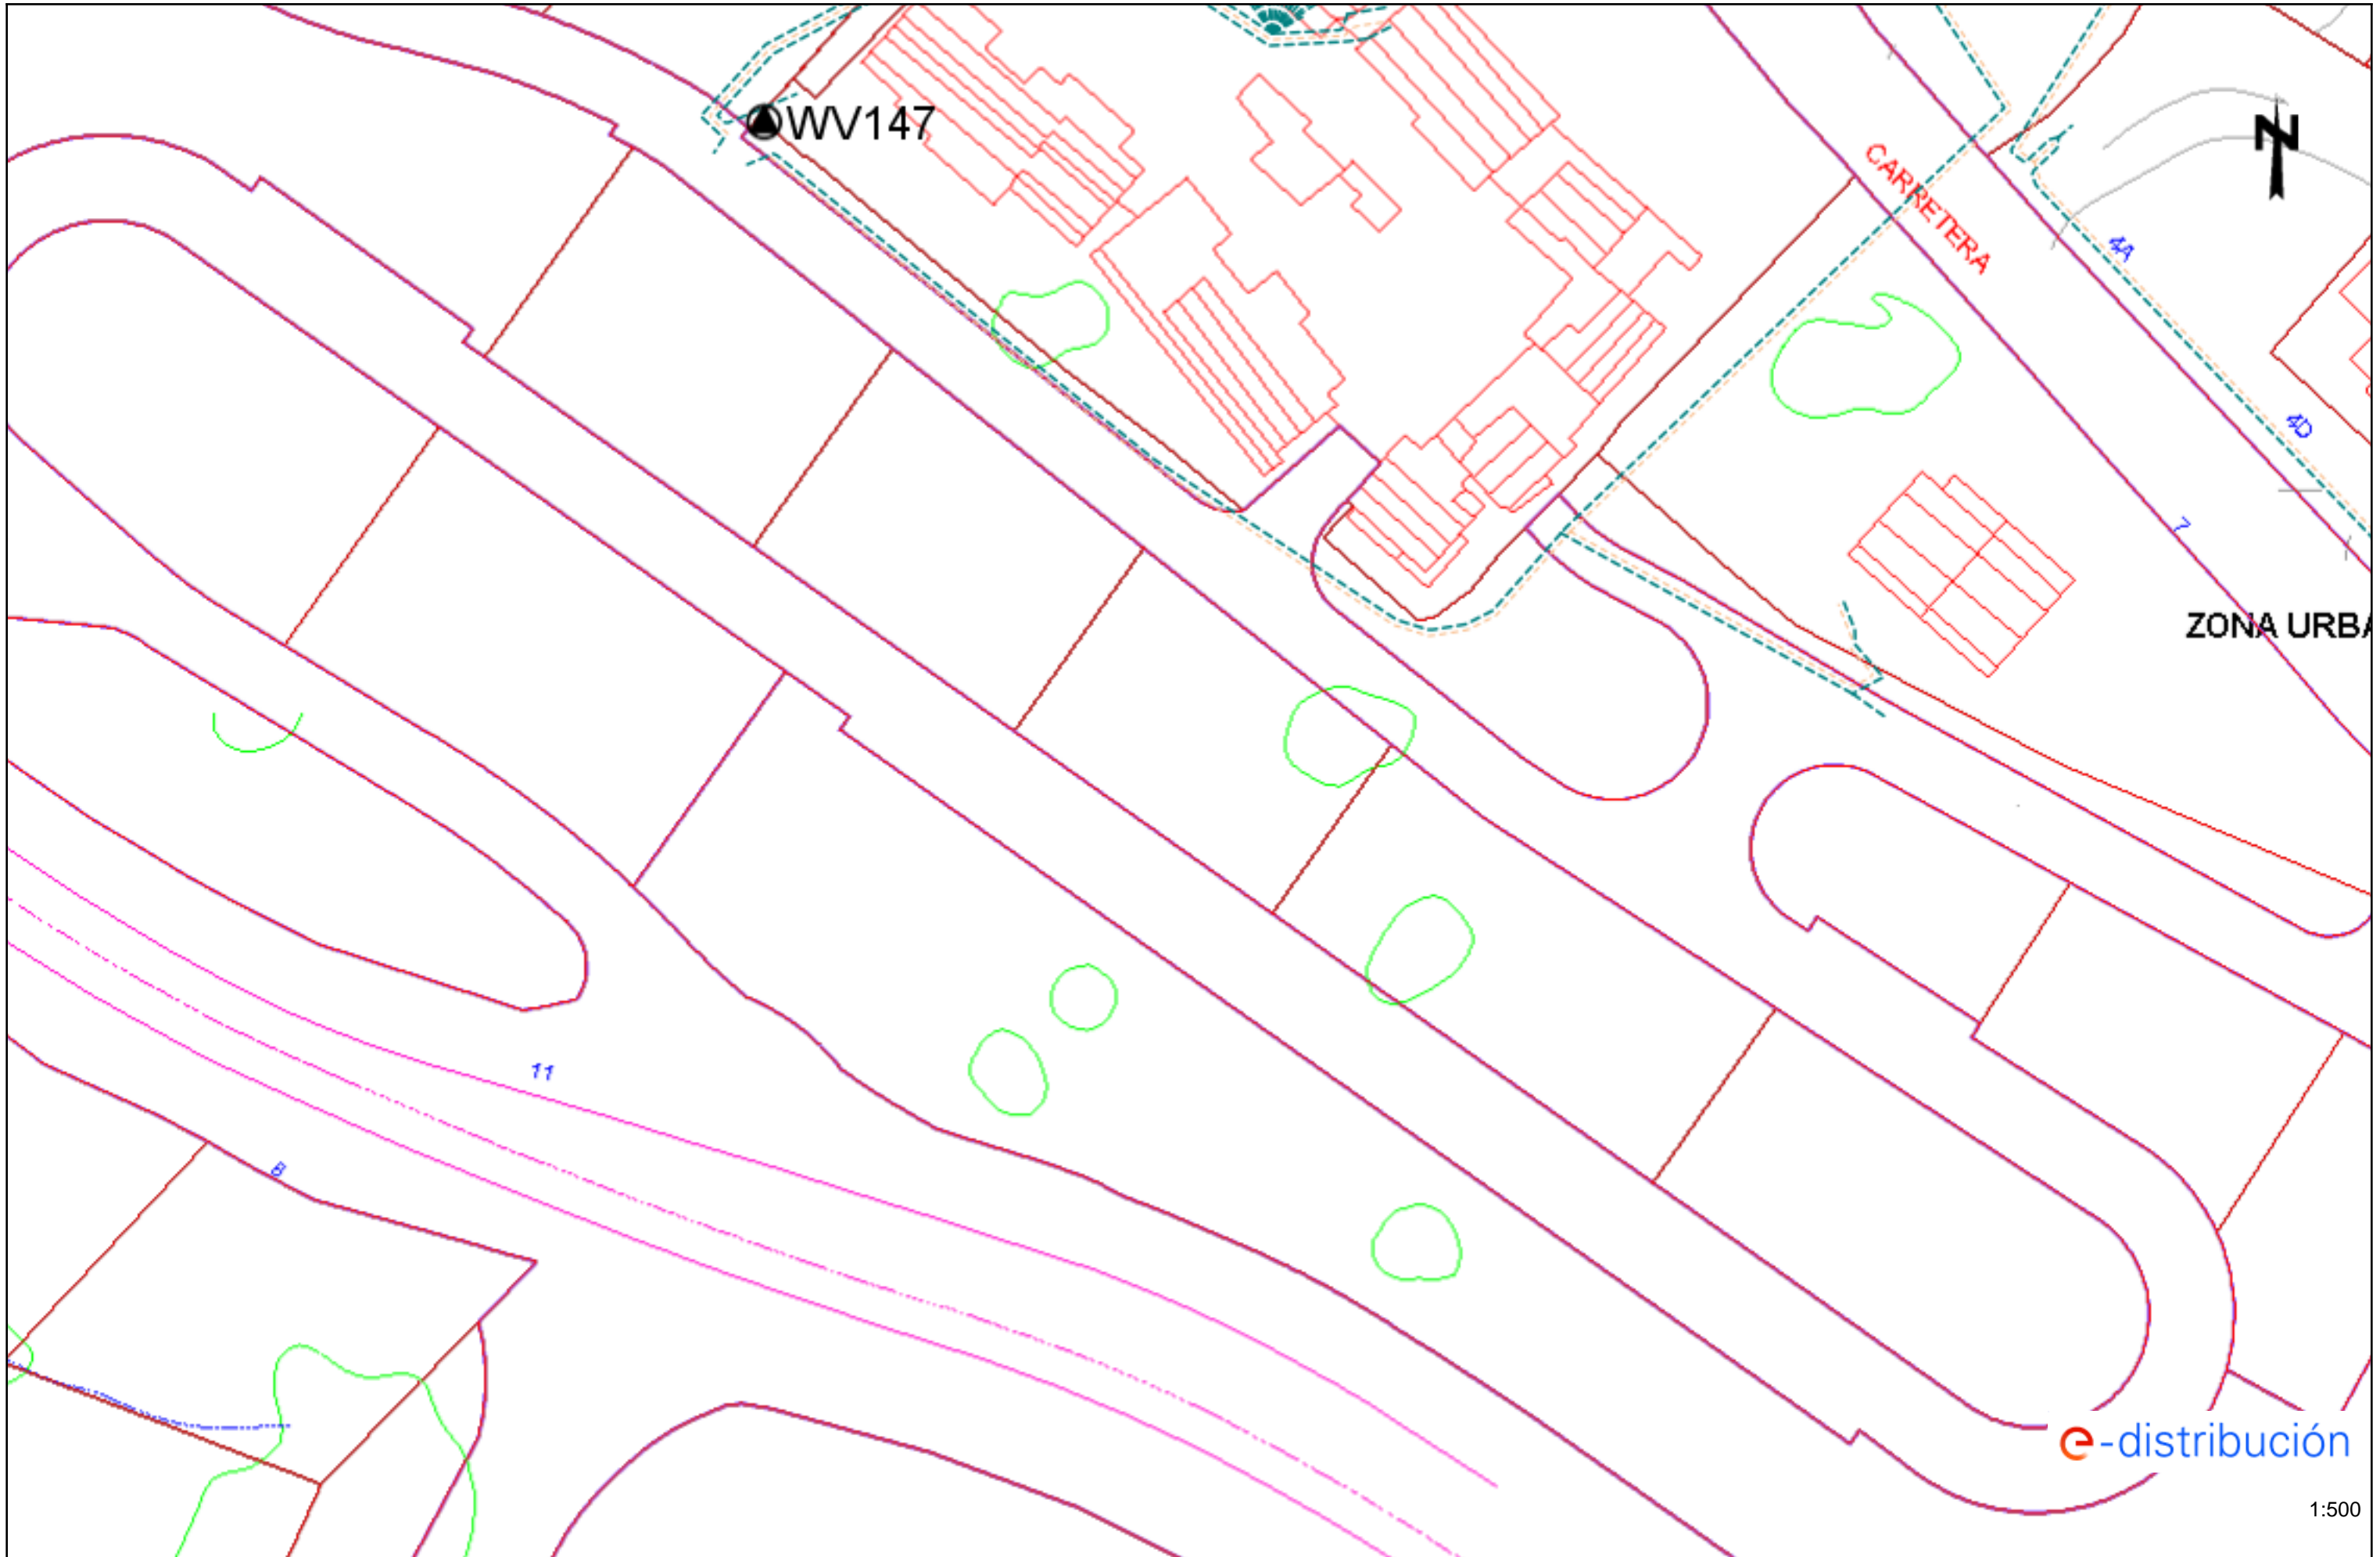 WV147
N
CARRETERA
4A
4D
7
ZONA URBA
11
8
e-distribución
1:500